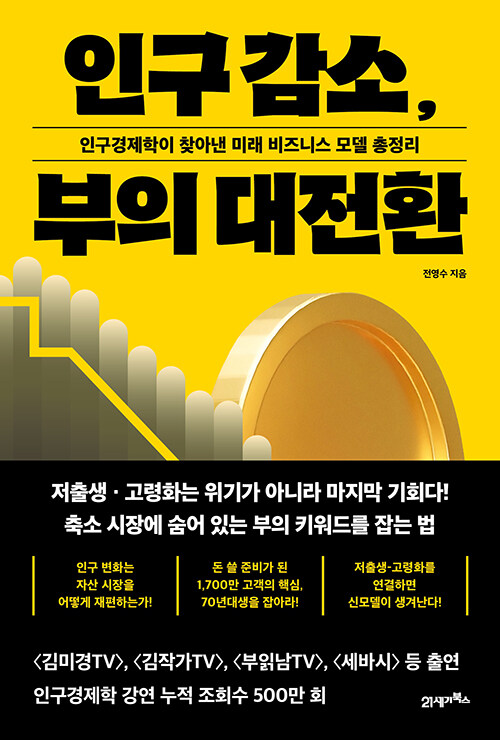 인구 감소,
인구경제학이 찾아낸 미래 비즈니스 모델 총정리
부의 대전환
전영수 지음
저출생 · 고령화는 위기가 아니라 마지막 기회다!
축소 시장에 숨어 있는 부의 키워드를 잡는 법
인구 변화는
자산 시장을
어떻게 재편하는가!
돈 쓸 준비가 된
1,700만 고객의 핵심,
70년대생을 잡아라!
저출생-고령화를
연결하면
신모델이 생겨난다!
〈김미경TV〉, 〈김작가TV〉, 〈부읽남TV〉, 〈세바시〉 등 출연
인구경제학 강연 누적 조회수 500만 회
21세기북스